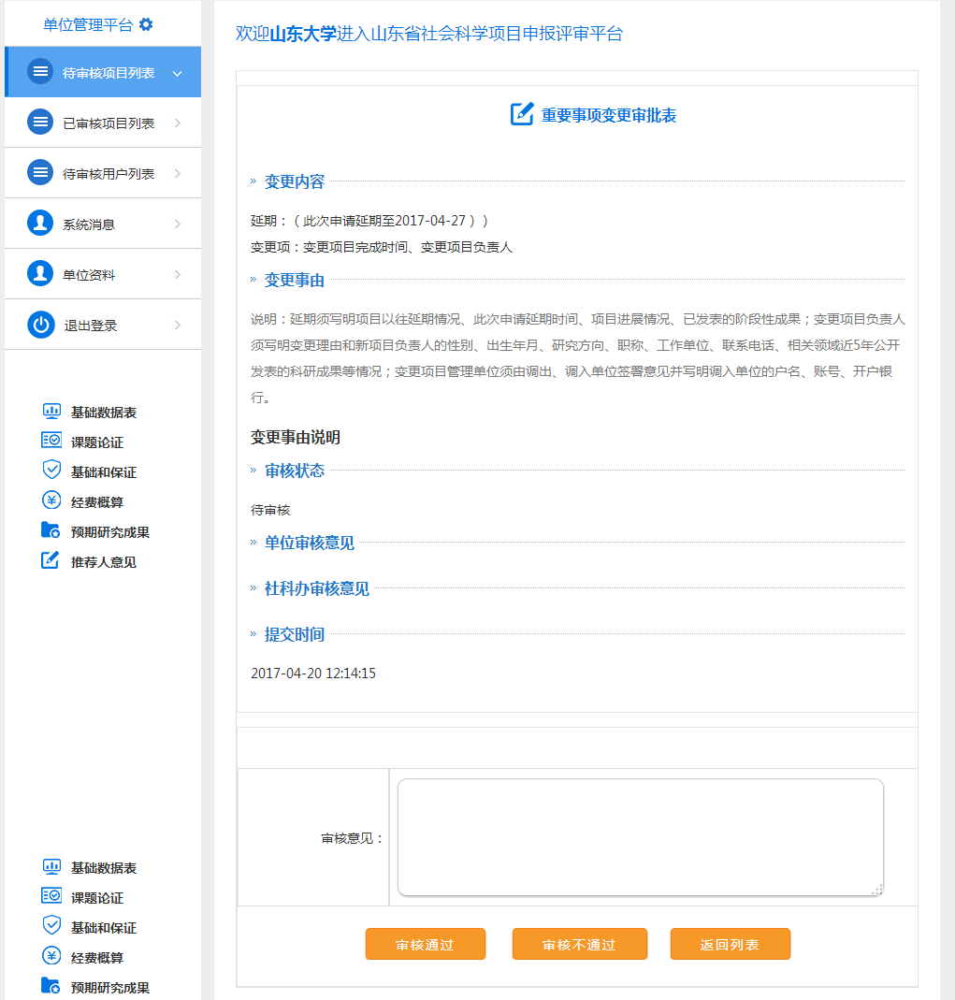 单位管理平台
待审核项目列表
已审核项目列表
待审核用户列表
系统消息
单位资料
退出登录
基础数据表
课题论证
基础和保证
经费概算
预期研究成果
推荐人意见
基础数据表
课题论证
基础和保证
经费概算
预期研究成果
欢迎山东大学进入山东省社会科学项目申报评审平台
重要事项变更审批表
» 变更内容
延期：（ 此次申请延期至2017-04-27 ））
变更项：变更项目完成时间、变更项目负责人
» 变更事由
说明：延期须写明项目以往延期情况、此次申请延期时间、项目进展情况、已发表的阶段性成果；变更项目负责人
须写明变更理由和新项目负责人的性别、出生年月、研究方向、职称、工作单位、联系电话、相关领域近5年公开
发表的科研成果等情况；变更项目管理单位须由调出、调入单位签署意见并写明调入单位的户名、账号、开户银
行。
变更事由说明
» 审核状态
待审核
» 单位审核意见
» 社科办审核意见
» 提交时间
2017-04-20 12:14:15
审核意见：
审核通过
审核不通过
返回列表